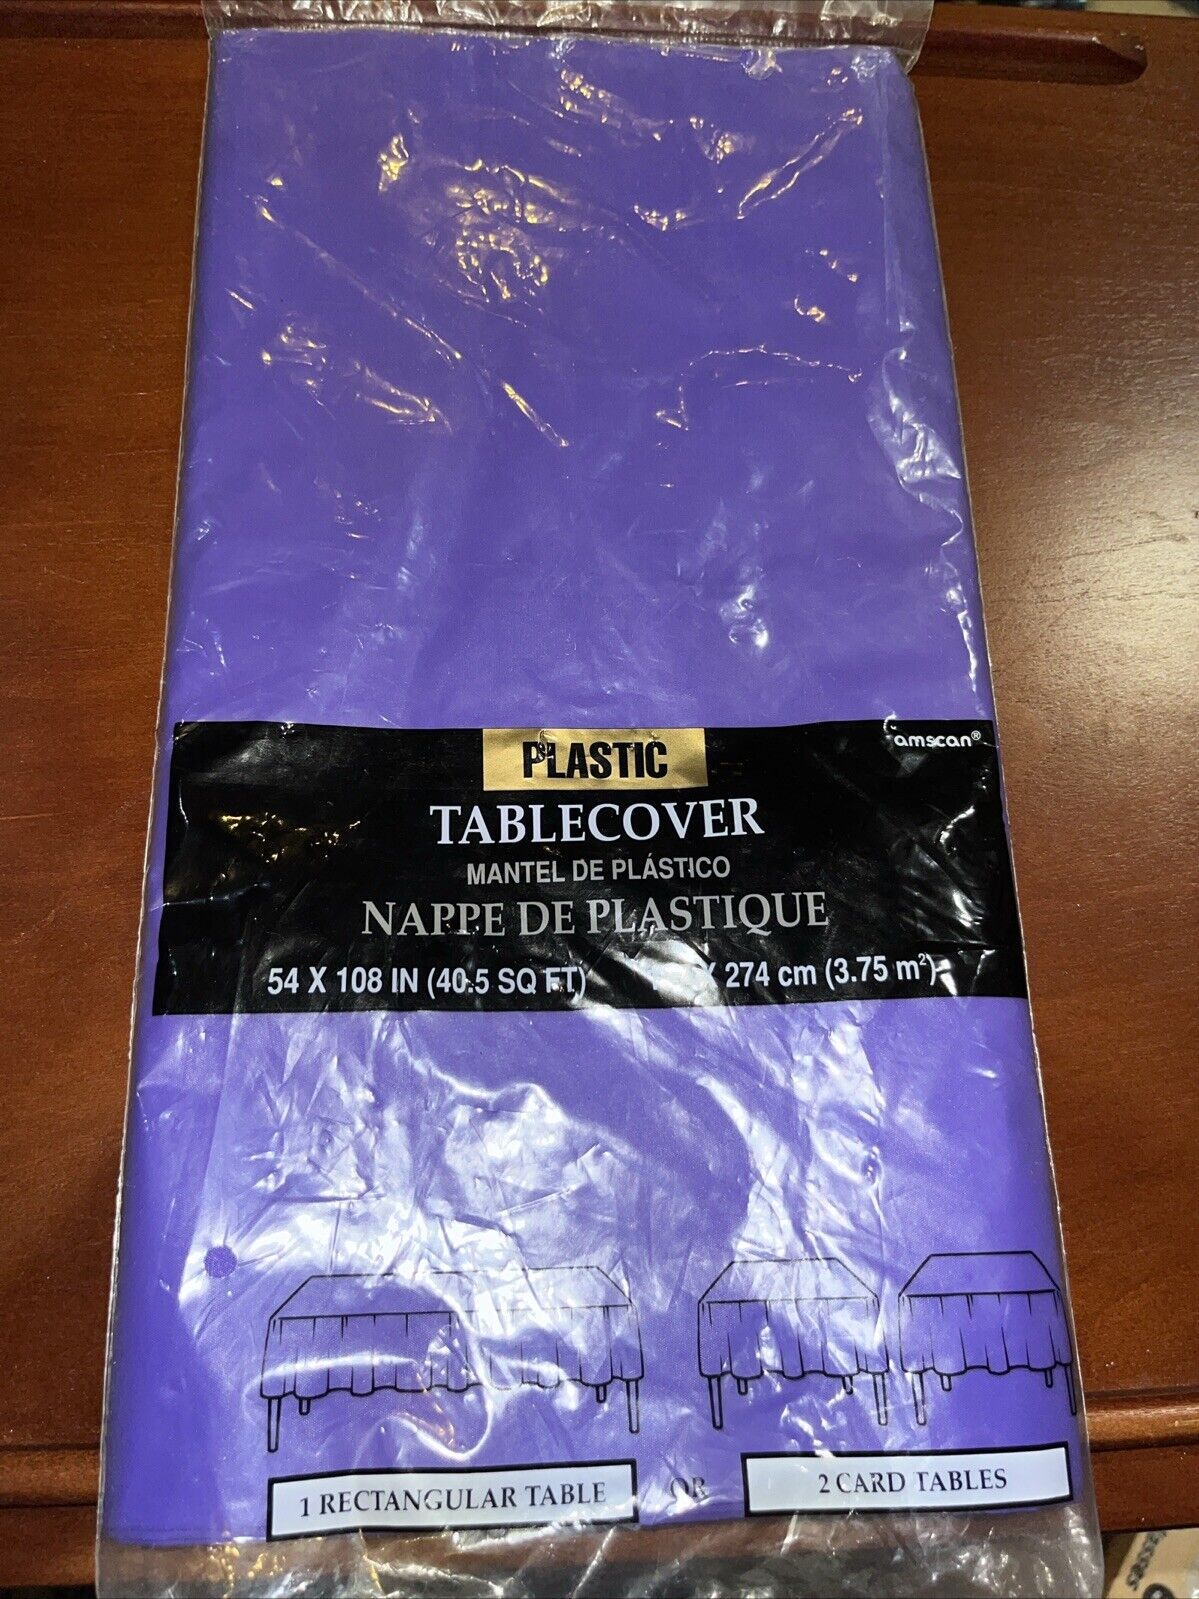 PLASTIC
amscan®
TABLECOVER
MANTEL DE PLÁSTICO
NAPPE DE PLASTIQUE
54 X 108 IN (40.5 SQ FT) X 274 cm (3.75 m²)
1 RECTANGULAR TABLE OR 2 CARD TABLES